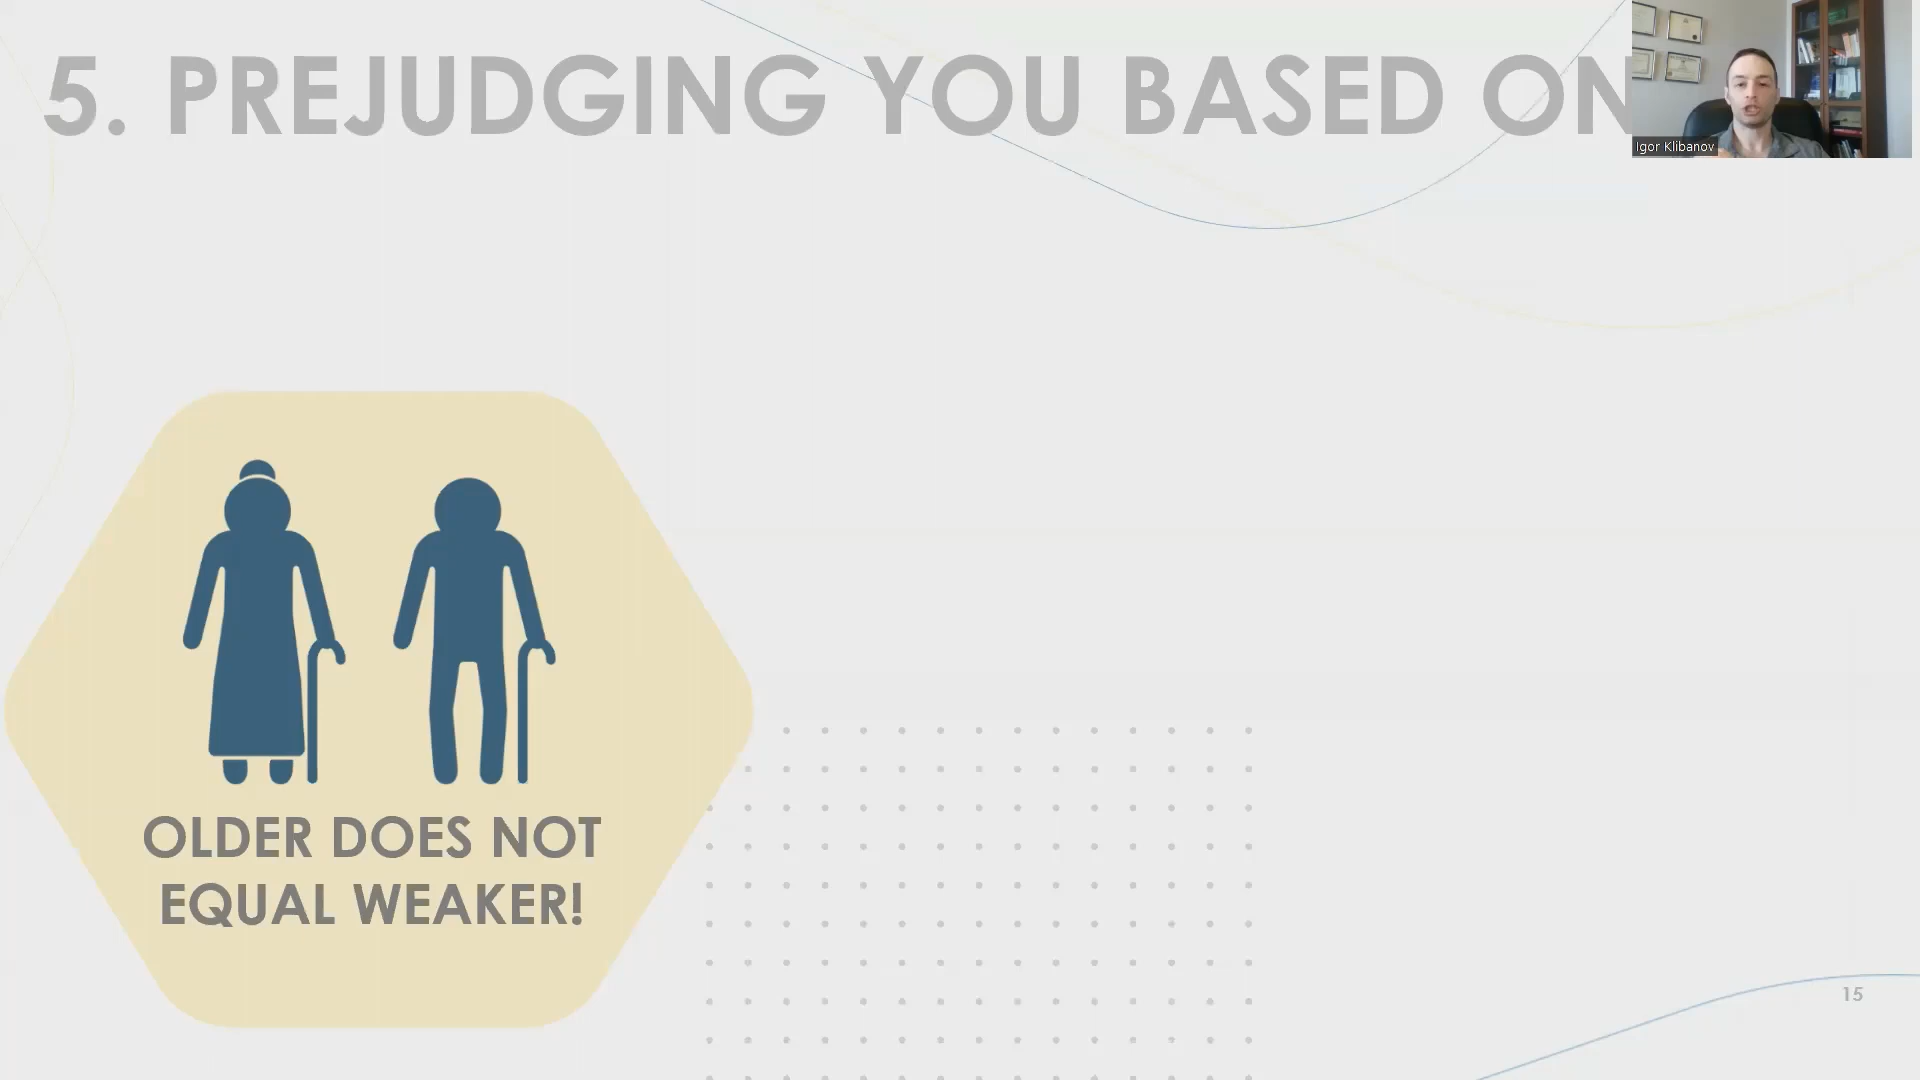 5. PREJUDGING YOU BASED ON
Igor Klibanov
OLDER DOES NOT
EQUAL WEAKER!
15